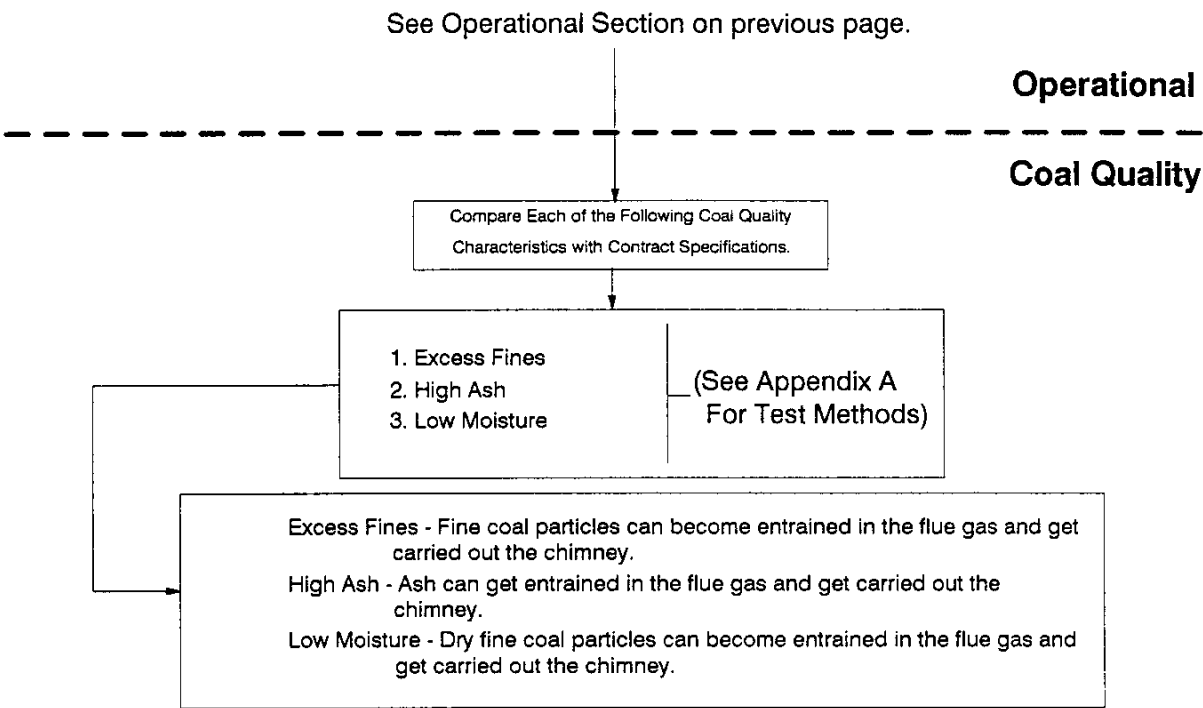 See Operational Section on previous page.
Operational
Coal Quality
Compare Each of the Following Coal Quality
Characteristics with Contract Specifications.
1. Excess Fines
2. High Ash
3. Low Moisture
(See Appendix A
For Test Methods)
Excess Fines - Fine coal particles can become entrained in the flue gas and get
carried out the chimney.
High Ash - Ash can get entrained in the flue gas and get carried out the
chimney.
Low Moisture - Dry fine coal particles can become entrained in the flue gas and
get carried out the chimney.